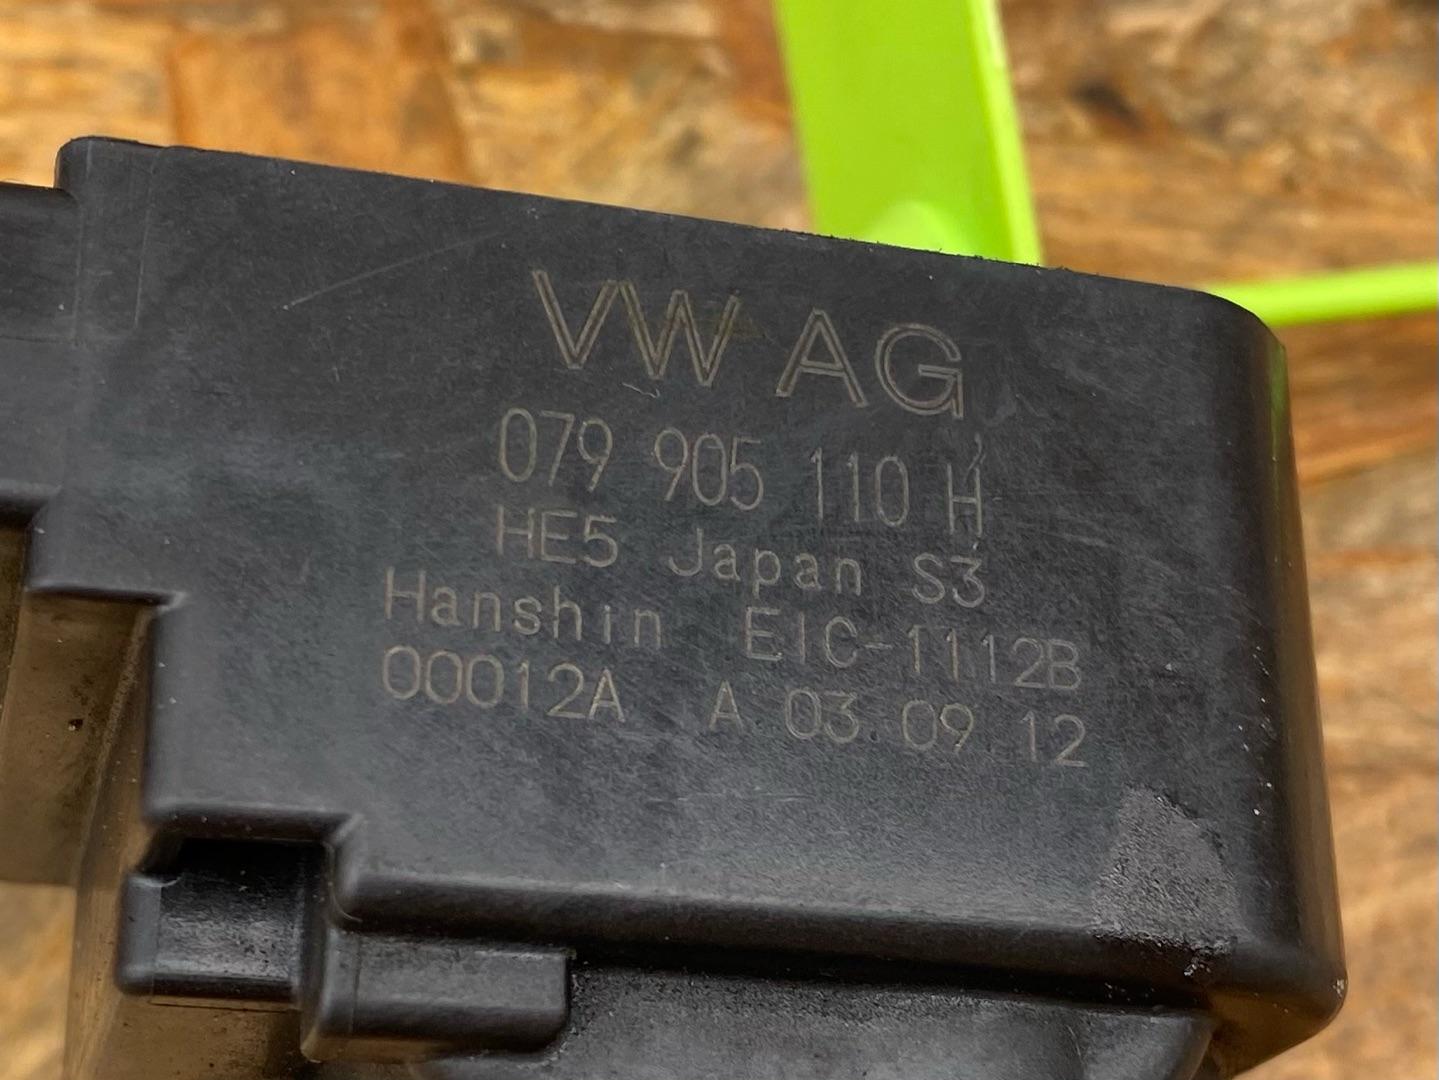 VW AG
079 905 110 H
HE5 Japan S3
Hanshin EIC-1112B
00012A A 03.09.12